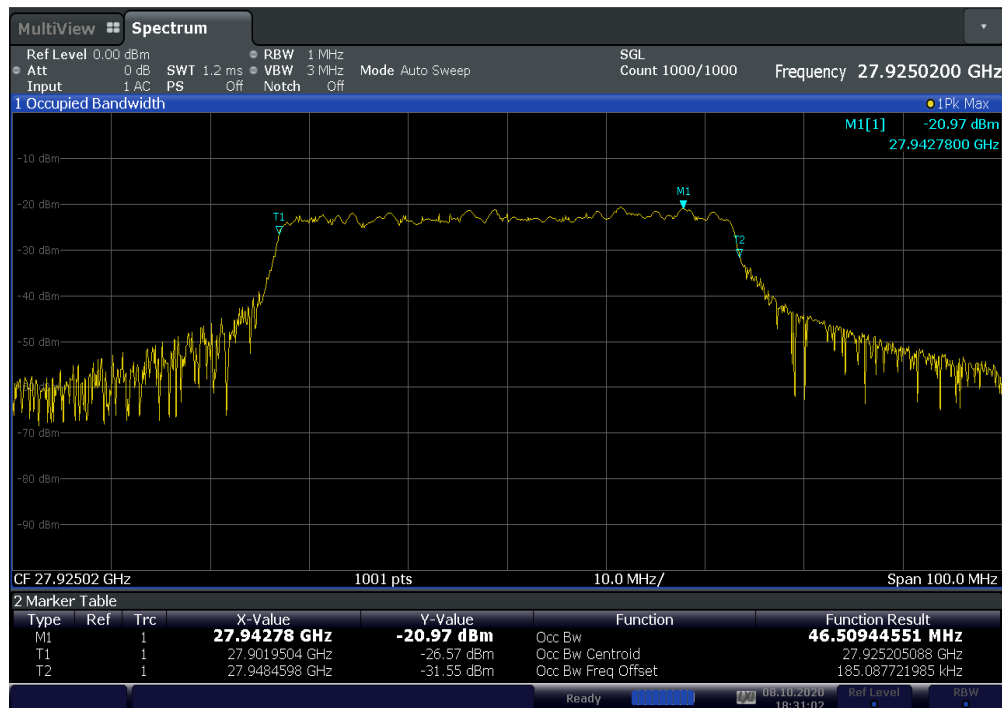 MultiView Spectrum
Ref Level 0.00 dBm RBW 1 MHz SGL
Att 0 dB SWT 1.2 ms VBW 3 MHz Mode Auto Sweep Count 1000/1000 Frequency 27.9250200 GHz
Input 1 AC PS Off Notch Off
1 Occupied Bandwidth 1Pk Max
M1[1] -20.97 dBm
27.9427800 GHz
-10 dBm
M1
-20 dBm
T1
T2
-30 dBm
-40 dBm
-50 dBm
-70 dBm
-80 dBm
-90 dBm
CF 27.92502 GHz 1001 pts 10.0 MHz/ Span 100.0 MHz
2 Marker Table
Type Ref Trc X-Value Y-Value Function Function Result
M1 1 27.94278 GHz -20.97 dBm Occ Bw 46.50944551 MHz
T1 1 27.9019504 GHz -26.57 dBm Occ Bw Centroid 27.925205088 GHz
T2 1 27.9484598 GHz -31.55 dBm Occ Bw Freq Offset 185.087721985 kHz
Ready 08.10.2020 Ref Level RBW
18:31:02